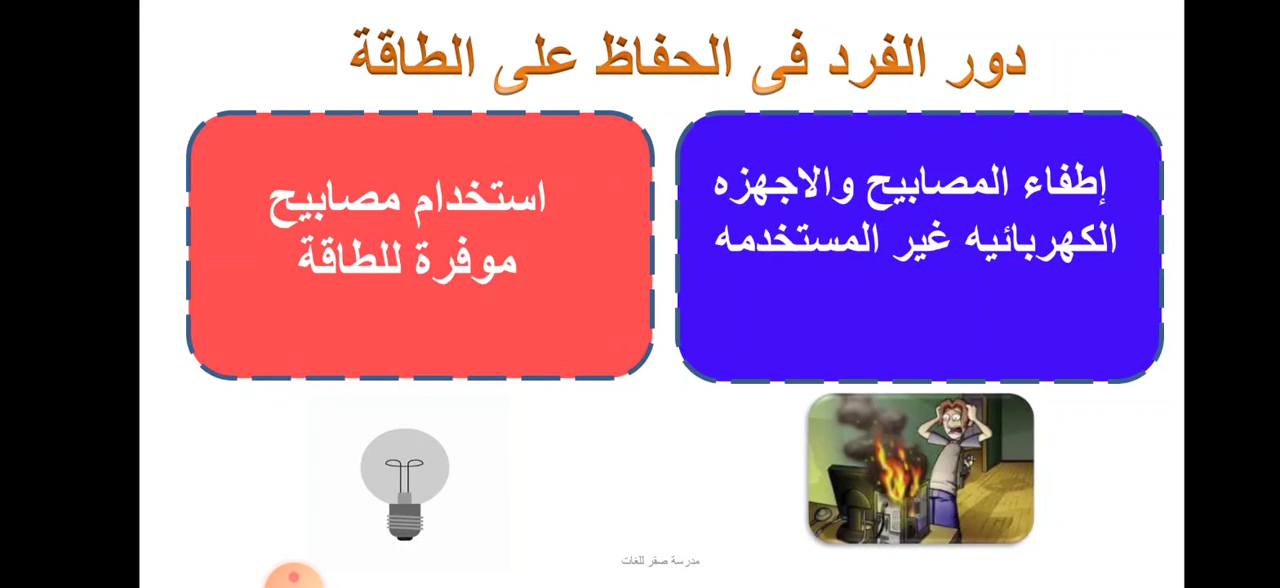 دور الفرد فى الحفاظ على الطاقة
إطفاء المصابيح والاجهزه
الكهربائيه غير المستخدمه
استخدام مصابيح
موفرة للطاقة
مدرسة صقر للغات